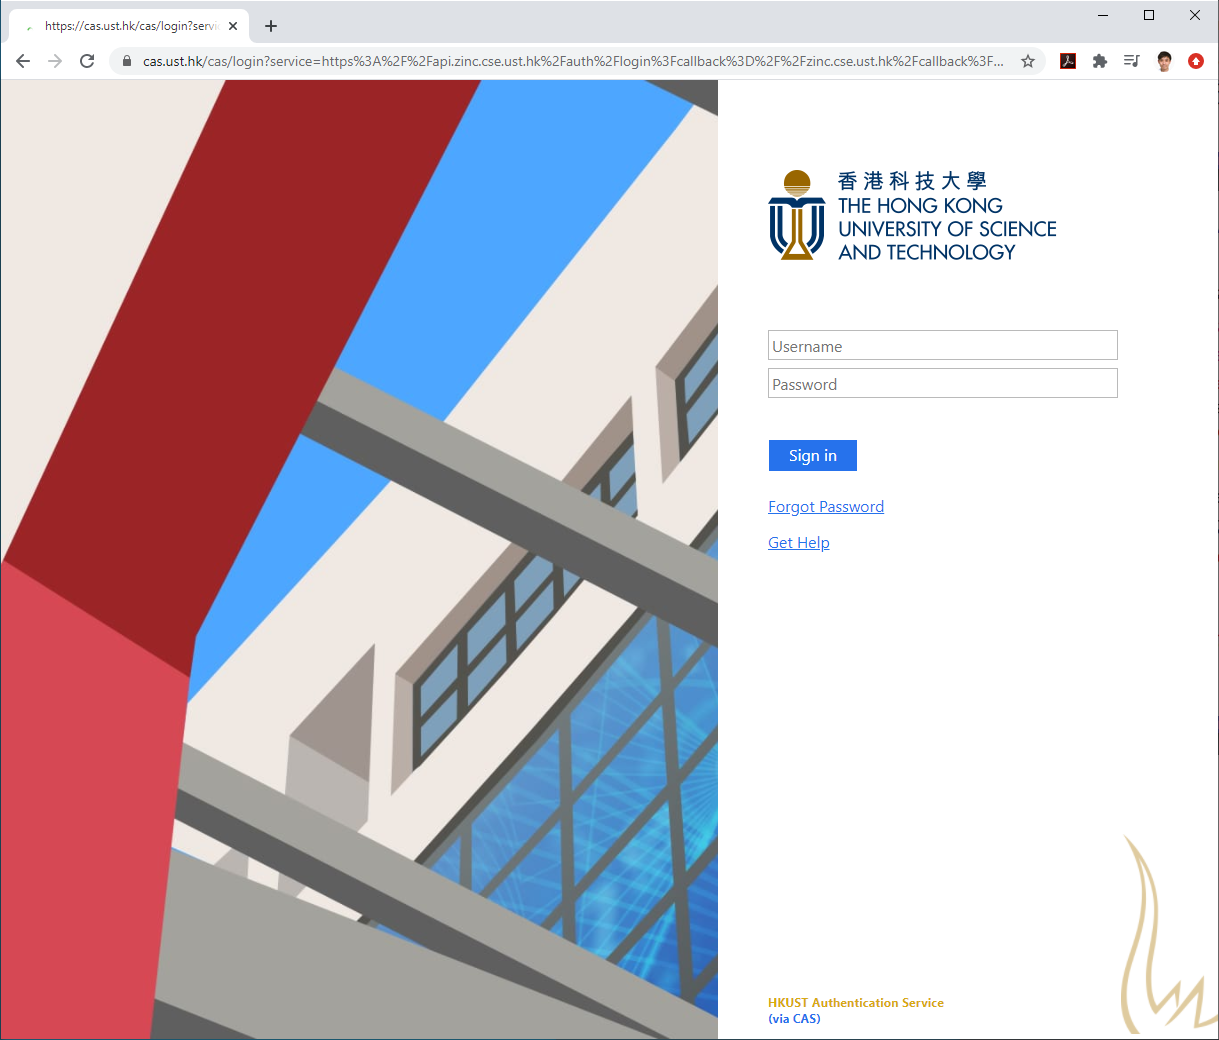 https://cas.ust.hk/cas/login?servic
cas.ust.hk/cas/login?service=https%3A%2F%2Fapi.zinc.cse.ust.hk%2Fauth%2Flogin%3Fcallback%3D%2F%2Fzinc.cse.ust.hk%2Fcallback%3F...
香港科技大學
THE HONG KONG
UNIVERSITY OF SCIENCE
AND TECHNOLOGY
Username
Password
Sign in
Forgot Password
Get Help
HKUST Authentication Service
(via CAS)